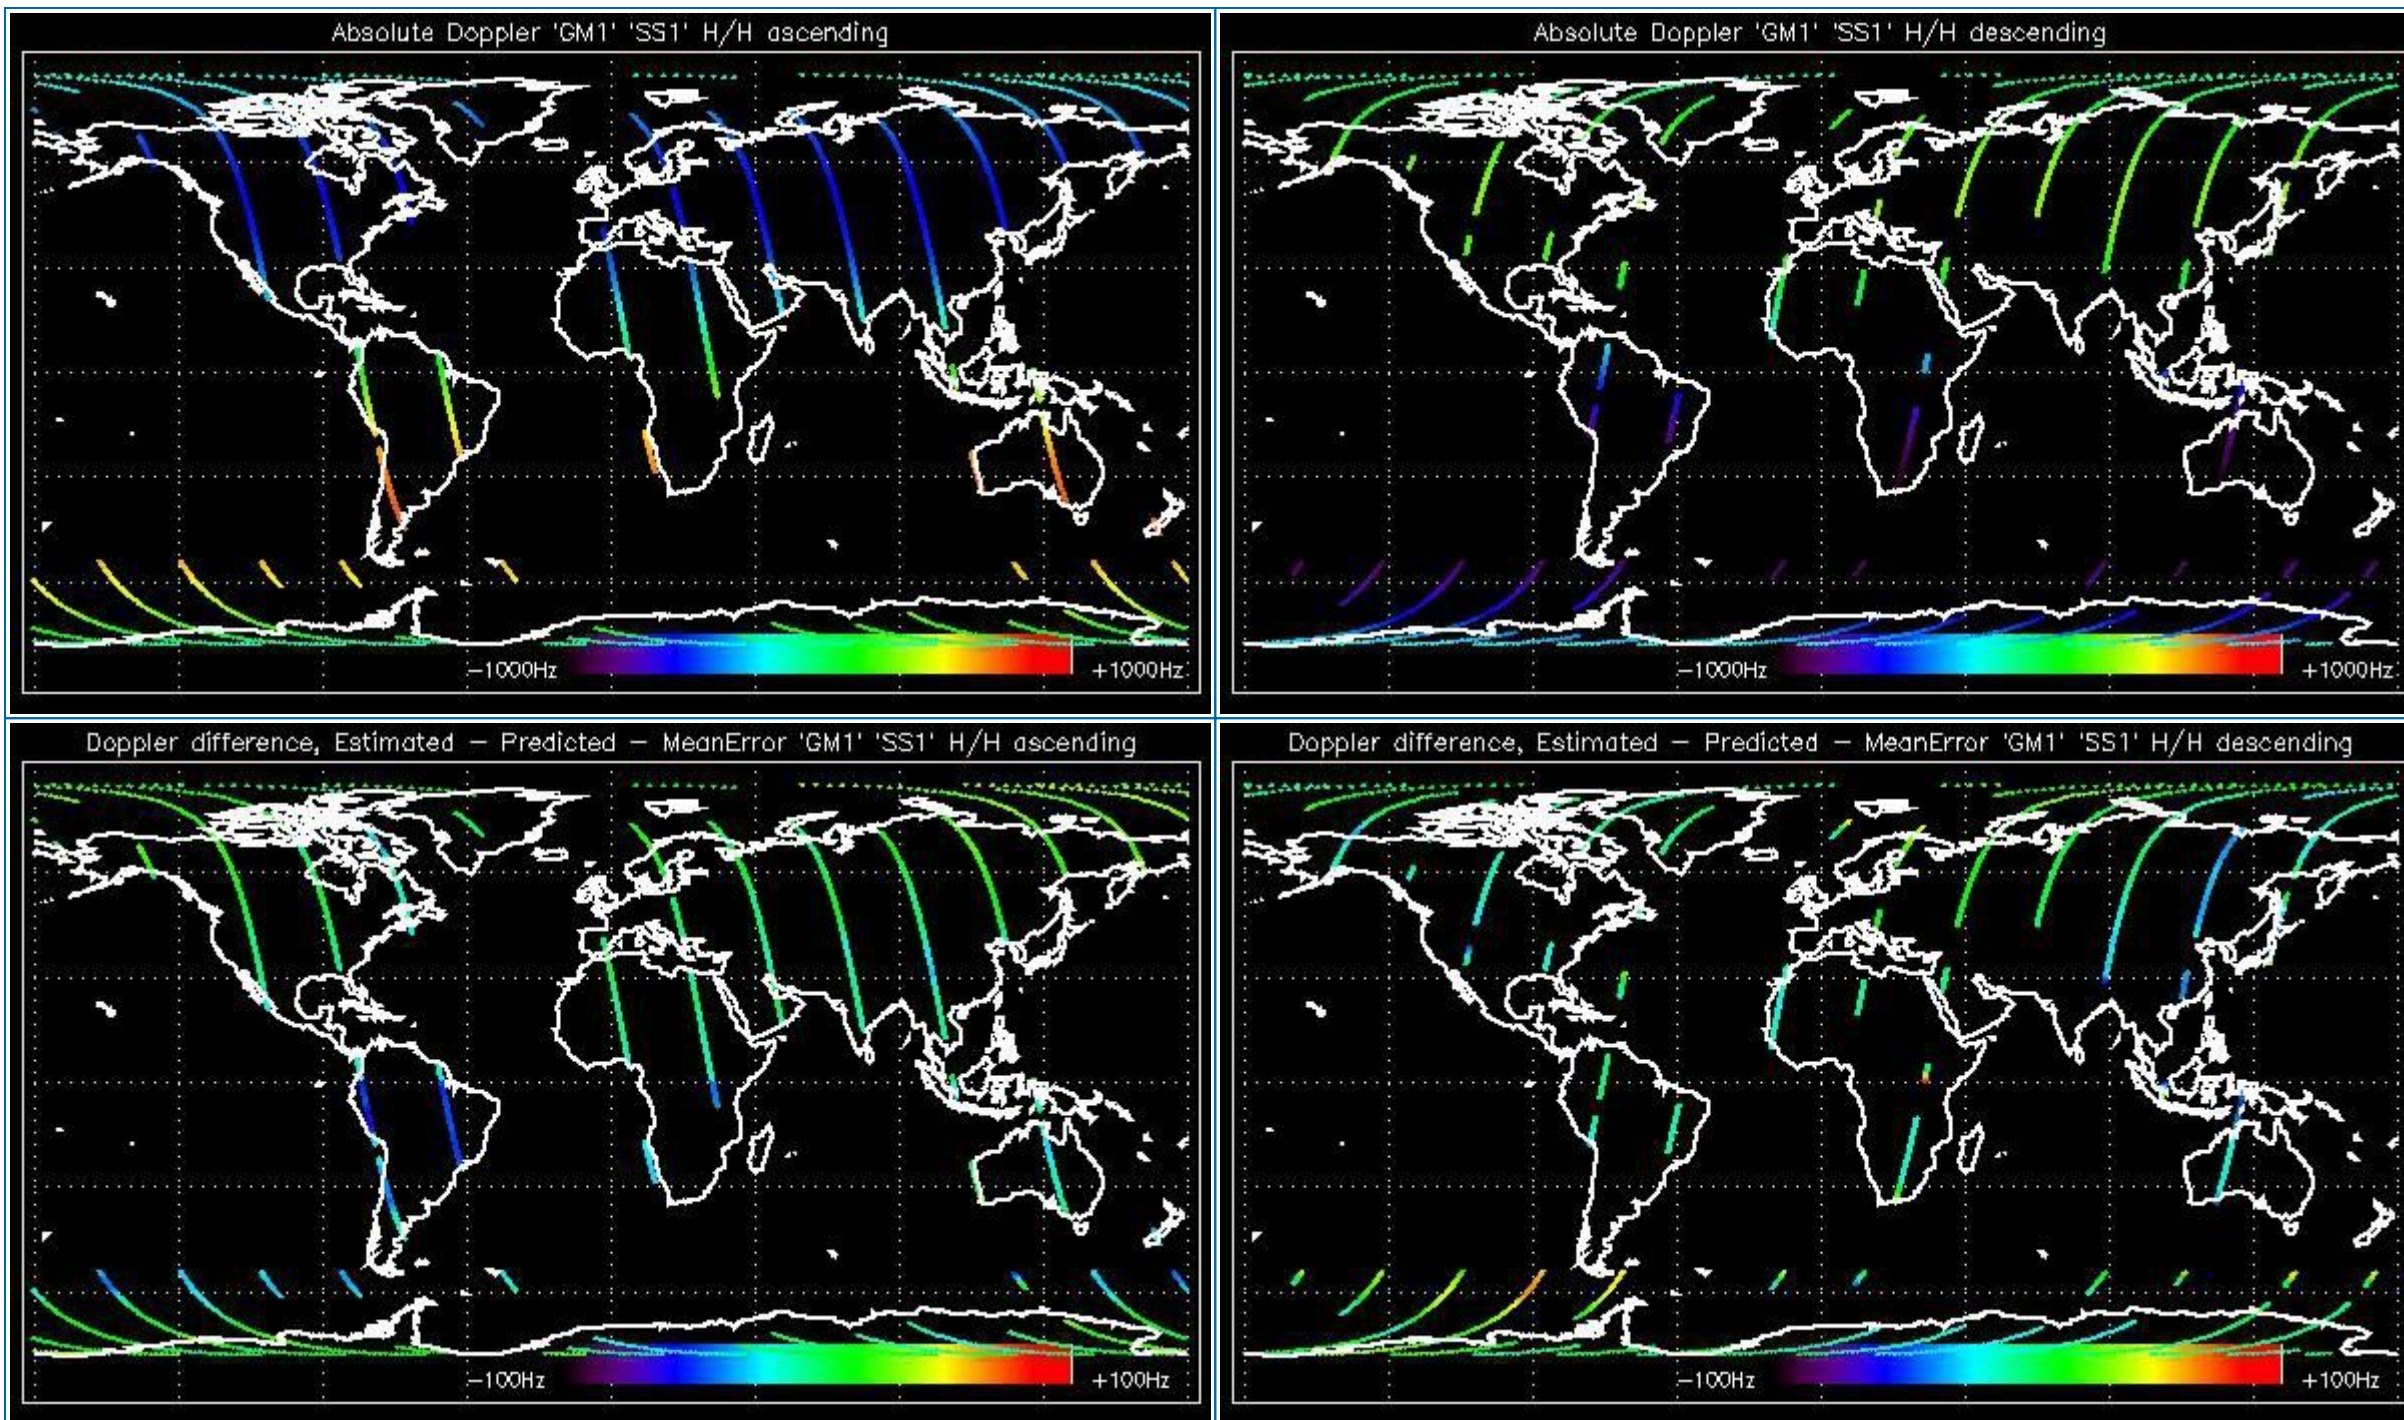 Absolute Doppler 'GM1' 'SS1' H/H ascending
-1000Hz
+1000Hz
Absolute Doppler 'GM1' 'SS1' H/H descending
-1000Hz
+1000Hz
Doppler difference, Estimated – Predicted – MeanError 'GM1' 'SS1' H/H ascending
-100Hz
+100Hz
Doppler difference, Estimated – Predicted – MeanError 'GM1' 'SS1' H/H descending
-100Hz
+100Hz